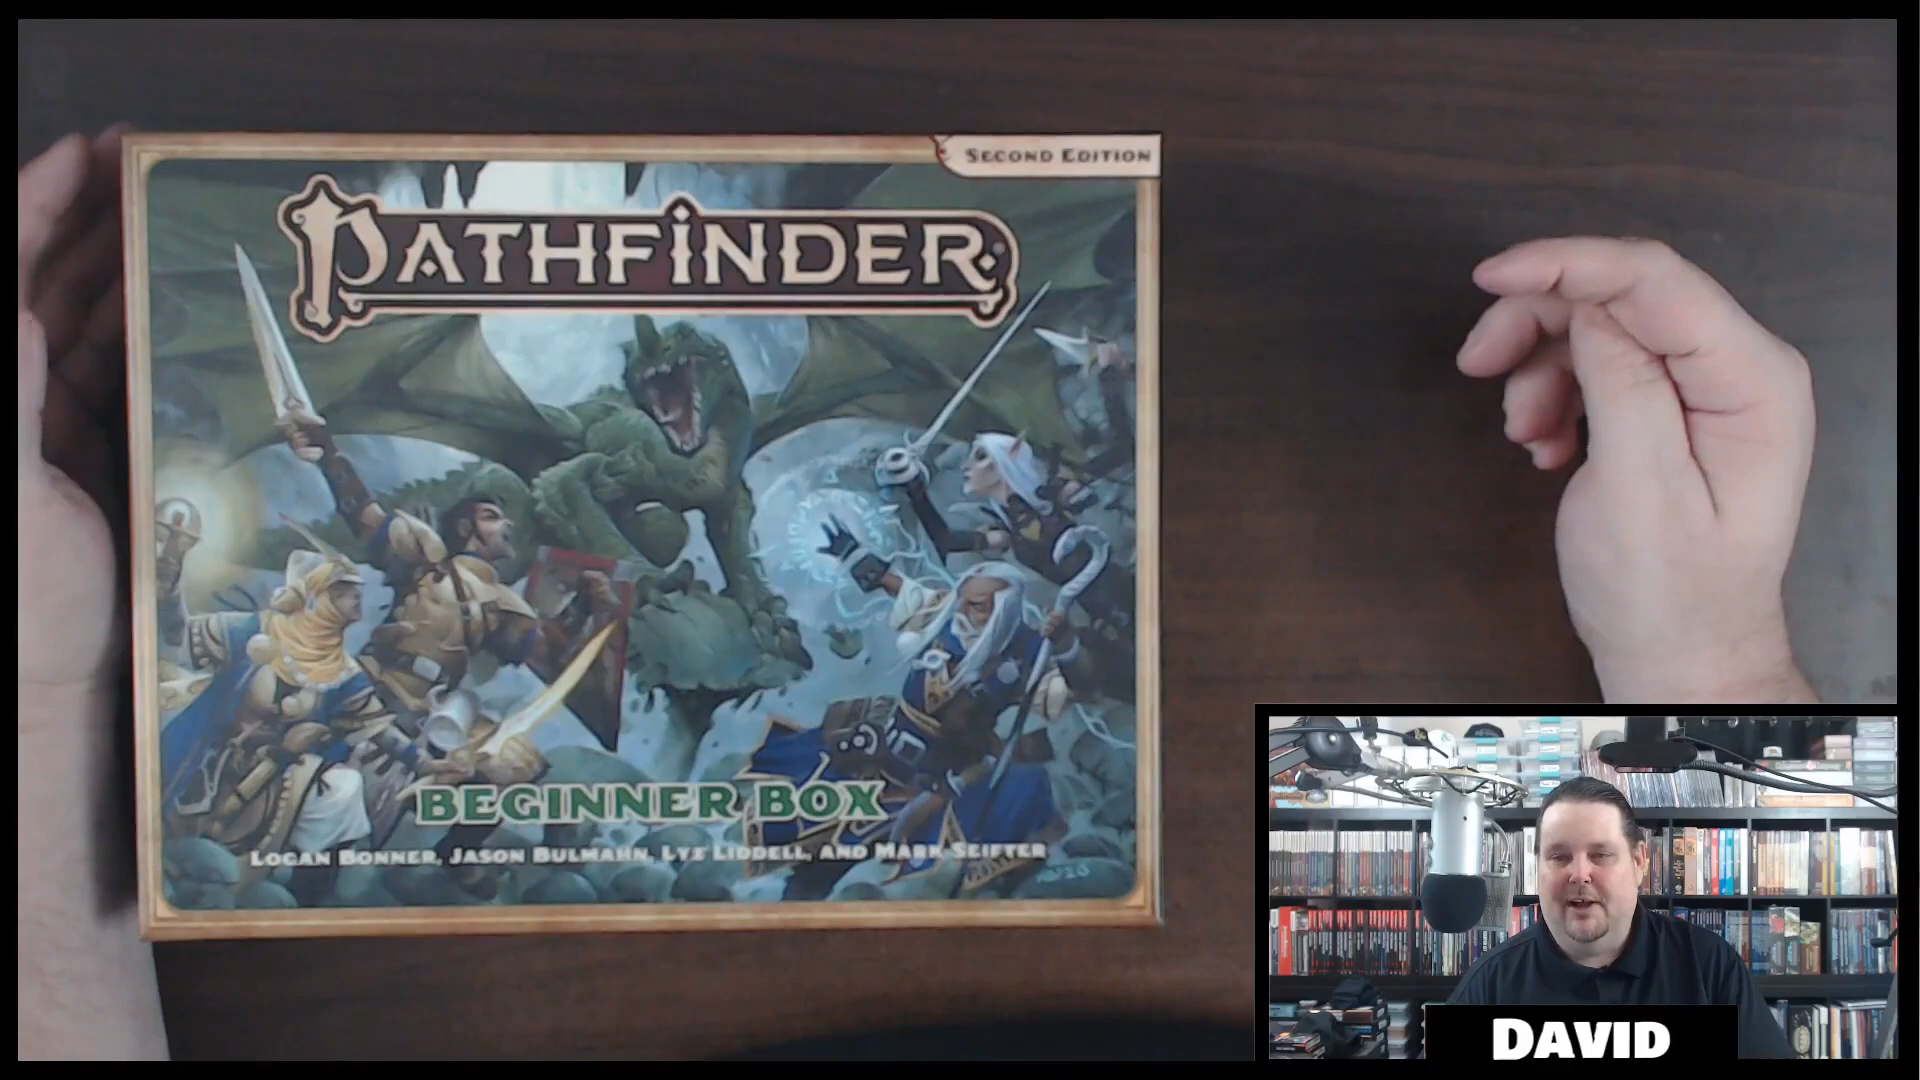 SECOND EDITION
PATHFINDER
BEGINNER BOX
LOGAN BONNER, JASON BULMAHN, LYZ LIDDELL, AND MARK SEIFTER
DAVID